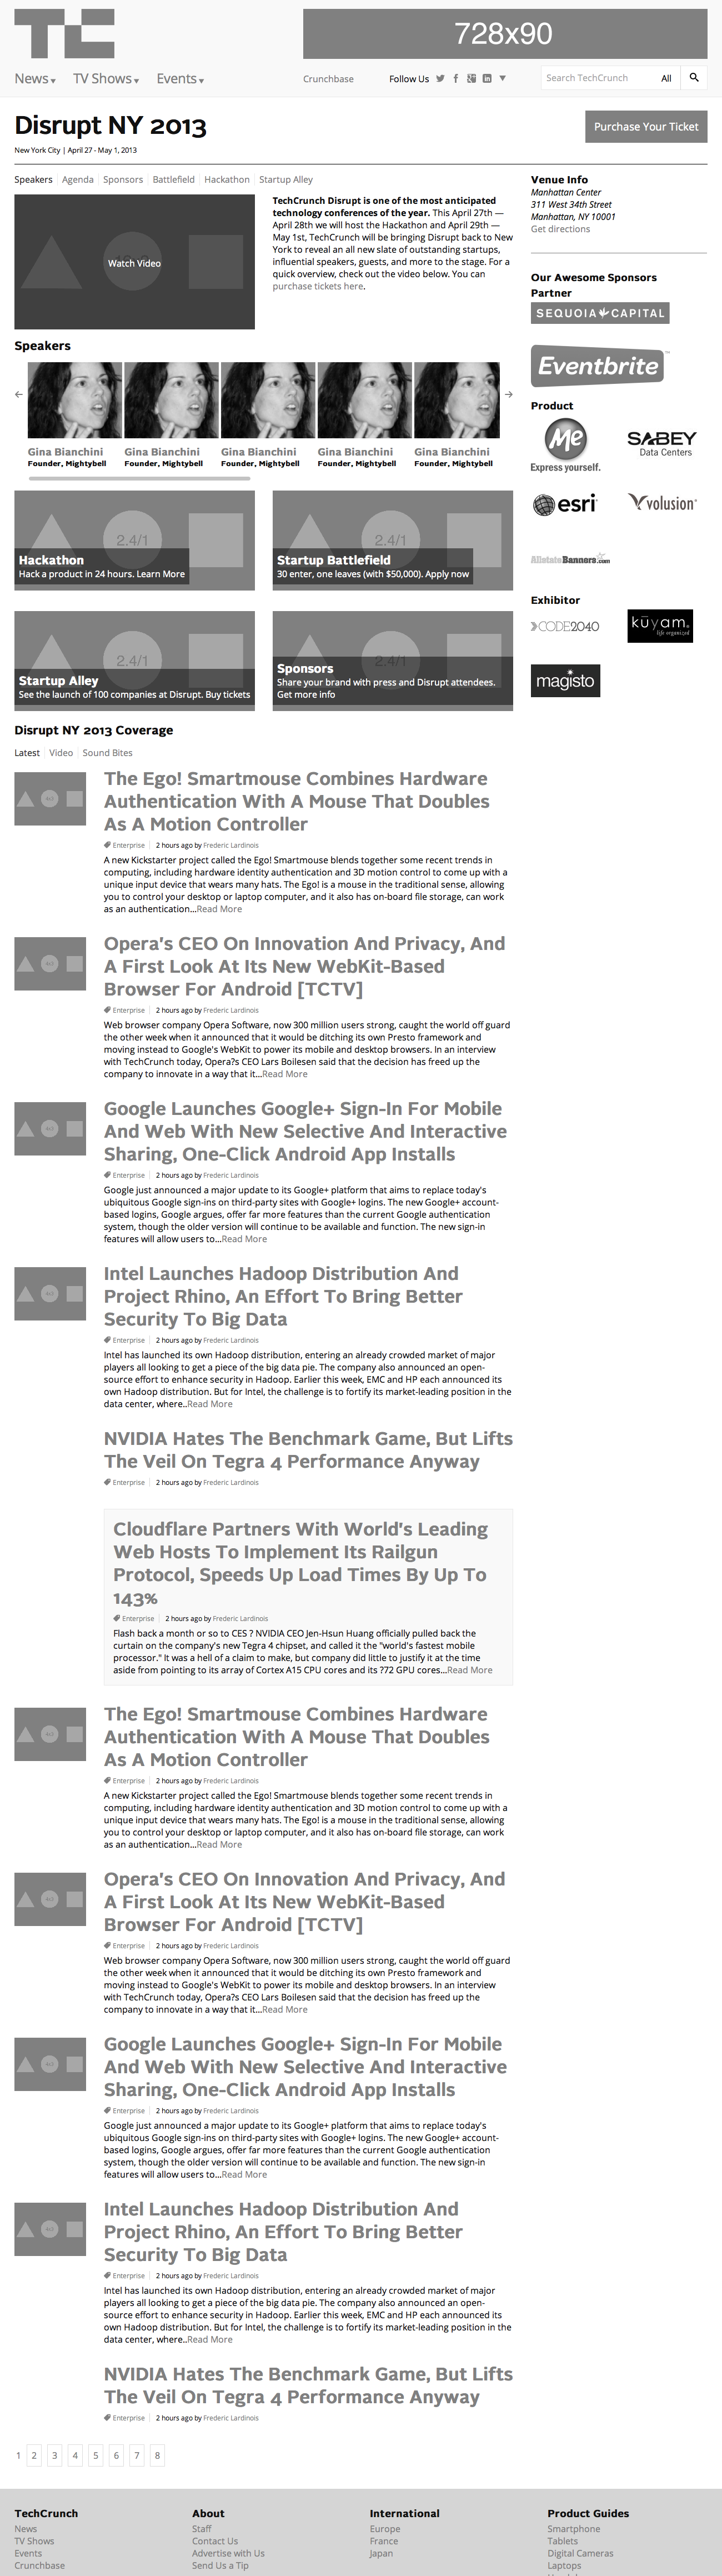 TC
728x90
News TV Shows Events
Crunchbase
Follow Us
Search TechCrunch All
Disrupt NY 2013
Purchase Your Ticket
New York City | April 27 - May 1, 2013
Speakers Agenda Sponsors Battlefield Hackathon Startup Alley
Watch Video
TechCrunch Disrupt is one of the most anticipated
technology conferences of the year. This April 27th —
April 28th we will host the Hackathon and April 29th —
May 1st, TechCrunch will be bringing Disrupt back to New
York to reveal an all new slate of outstanding startups,
influential speakers, guests, and more to the stage. For a
quick overview, check out the video below. You can
purchase tickets here.
Venue Info
Manhattan Center
311 West 34th Street
Manhattan, NY 10001
Get directions
Our Awesome Sponsors
Partner
SEQUOIA CAPITAL
Eventbrite™
Product
Me
Express yourself.
SABEY
Data Centers
esri
volusion
AllstateBanners.com
Exhibitor
CODE2040
kūyam
life organized
magisto
Speakers
Gina Bianchini Gina Bianchini Gina Bianchini Gina Bianchini Gina Bianchini
Founder, Mightybell Founder, Mightybell Founder, Mightybell Founder, Mightybell Founder, Mightybell
2.4/1
Hackathon
Hack a product in 24 hours. Learn More
2.4/1
Startup Battlefield
30 enter, one leaves (with $50,000). Apply now
2.4/1
Startup Alley
See the launch of 100 companies at Disrupt. Buy tickets
2.4/1
Sponsors
Share your brand with press and Disrupt attendees.
Get more info
Disrupt NY 2013 Coverage
Latest Video Sound Bites
The Ego! Smartmouse Combines Hardware
Authentication With A Mouse That Doubles
As A Motion Controller
Enterprise 2 hours ago by Frederic Lardinois
A new Kickstarter project called the Ego! Smartmouse blends together some recent trends in
computing, including hardware identity authentication and 3D motion control to come up with a
unique input device that wears many hats. The Ego! is a mouse in the traditional sense, allowing
you to control your desktop or laptop computer, and it also has on-board file storage, can work
as an authentication...Read More
Opera's CEO On Innovation And Privacy, And
A First Look At Its New WebKit-Based
Browser For Android [TCTV]
Enterprise 2 hours ago by Frederic Lardinois
Web browser company Opera Software, now 300 million users strong, caught the world off guard
the other week when it announced that it would be ditching its own Presto framework and
moving instead to Google's WebKit to power its mobile and desktop browsers. In an interview
with TechCrunch today, Opera?s CEO Lars Boilesen said that the decision has freed up the
company to innovate in a way that it...Read More
Google Launches Google+ Sign-In For Mobile
And Web With New Selective And Interactive
Sharing, One-Click Android App Installs
Enterprise 2 hours ago by Frederic Lardinois
Google just announced a major update to its Google+ platform that aims to replace today's
ubiquitous Google sign-ins on third-party sites with Google+ logins. The new Google+ account-
based logins, Google argues, offer far more features than the current Google authentication
system, though the older version will continue to be available and function. The new sign-in
features will allow users to...Read More
Intel Launches Hadoop Distribution And
Project Rhino, An Effort To Bring Better
Security To Big Data
Enterprise 2 hours ago by Frederic Lardinois
Intel has launched its own Hadoop distribution, entering an already crowded market of major
players all looking to get a piece of the big data pie. The company also announced an open-
source effort to enhance security in Hadoop. Earlier this week, EMC and HP each announced its
own Hadoop distribution. But for Intel, the challenge is to fortify its market-leading position in the
data center, where..Read More
NVIDIA Hates The Benchmark Game, But Lifts
The Veil On Tegra 4 Performance Anyway
Enterprise 2 hours ago by Frederic Lardinois
Cloudflare Partners With World's Leading
Web Hosts To Implement Its Railgun
Protocol, Speeds Up Load Times By Up To
143%
Enterprise 2 hours ago by Frederic Lardinois
Flash back a month or so to CES ? NVIDIA CEO Jen-Hsun Huang officially pulled back the
curtain on the company's new Tegra 4 chipset, and called it the "world's fastest mobile
processor." It was a hell of a claim to make, but company did little to justify it at the time
aside from pointing to its array of Cortex A15 CPU cores and its ?72 GPU cores...Read More
The Ego! Smartmouse Combines Hardware
Authentication With A Mouse That Doubles
As A Motion Controller
Enterprise 2 hours ago by Frederic Lardinois
A new Kickstarter project called the Ego! Smartmouse blends together some recent trends in
computing, including hardware identity authentication and 3D motion control to come up with a
unique input device that wears many hats. The Ego! is a mouse in the traditional sense, allowing
you to control your desktop or laptop computer, and it also has on-board file storage, can work
as an authentication...Read More
Opera's CEO On Innovation And Privacy, And
A First Look At Its New WebKit-Based
Browser For Android [TCTV]
Enterprise 2 hours ago by Frederic Lardinois
Web browser company Opera Software, now 300 million users strong, caught the world off guard
the other week when it announced that it would be ditching its own Presto framework and
moving instead to Google's WebKit to power its mobile and desktop browsers. In an interview
with TechCrunch today, Opera?s CEO Lars Boilesen said that the decision has freed up the
company to innovate in a way that it...Read More
Google Launches Google+ Sign-In For Mobile
And Web With New Selective And Interactive
Sharing, One-Click Android App Installs
Enterprise 2 hours ago by Frederic Lardinois
Google just announced a major update to its Google+ platform that aims to replace today's
ubiquitous Google sign-ins on third-party sites with Google+ logins. The new Google+ account-
based logins, Google argues, offer far more features than the current Google authentication
system, though the older version will continue to be available and function. The new sign-in
features will allow users to...Read More
Intel Launches Hadoop Distribution And
Project Rhino, An Effort To Bring Better
Security To Big Data
Enterprise 2 hours ago by Frederic Lardinois
Intel has launched its own Hadoop distribution, entering an already crowded market of major
players all looking to get a piece of the big data pie. The company also announced an open-
source effort to enhance security in Hadoop. Earlier this week, EMC and HP each announced its
own Hadoop distribution. But for Intel, the challenge is to fortify its market-leading position in the
data center, where..Read More
NVIDIA Hates The Benchmark Game, But Lifts
The Veil On Tegra 4 Performance Anyway
Enterprise 2 hours ago by Frederic Lardinois
1 2 3 4 5 6 7 8
TechCrunch About International Product Guides
News Staff Europe Smartphone
TV Shows Contact Us France Tablets
Events Advertise with Us Japan Digital Cameras
Crunchbase Send Us a Tip Laptops